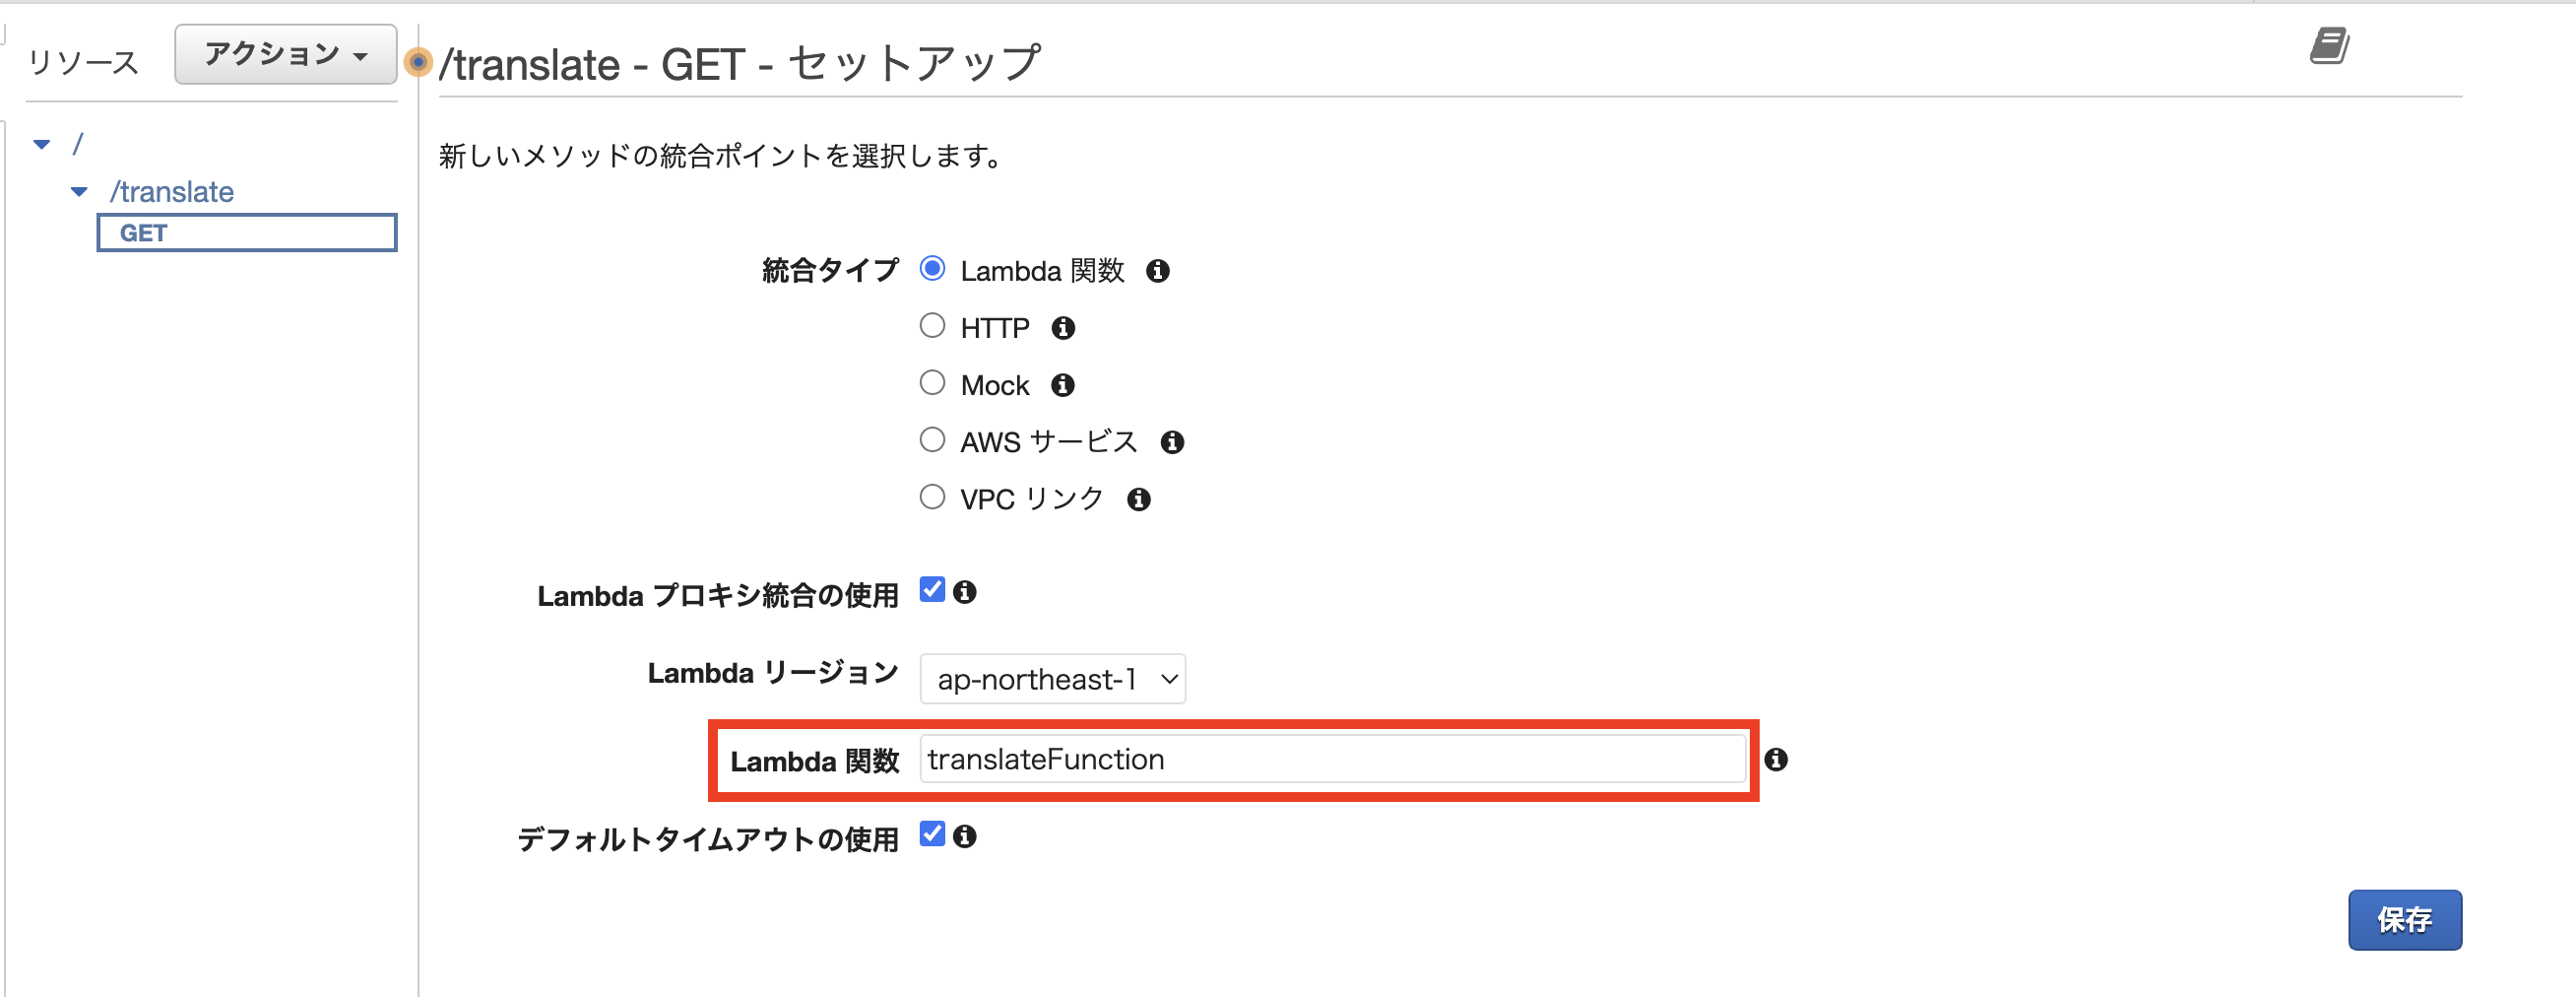 リソース
アクション
/translate - GET - セットアップ
/
/translate
GET
新しいメソッドの統合ポイントを選択します。
統合タイプ
Lambda 関数
HTTP
Mock
AWS サービス
VPC リンク
Lambda プロキシ統合の使用
Lambda リージョン ap-northeast-1
Lambda 関数 translateFunction
デフォルトタイムアウトの使用
保存